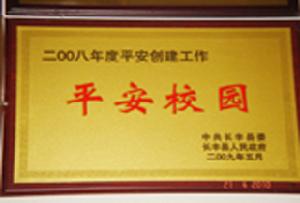 二〇〇八年度平安创建工作
平安校园
中共长丰县委
长丰县人民政府
二〇〇九年五月